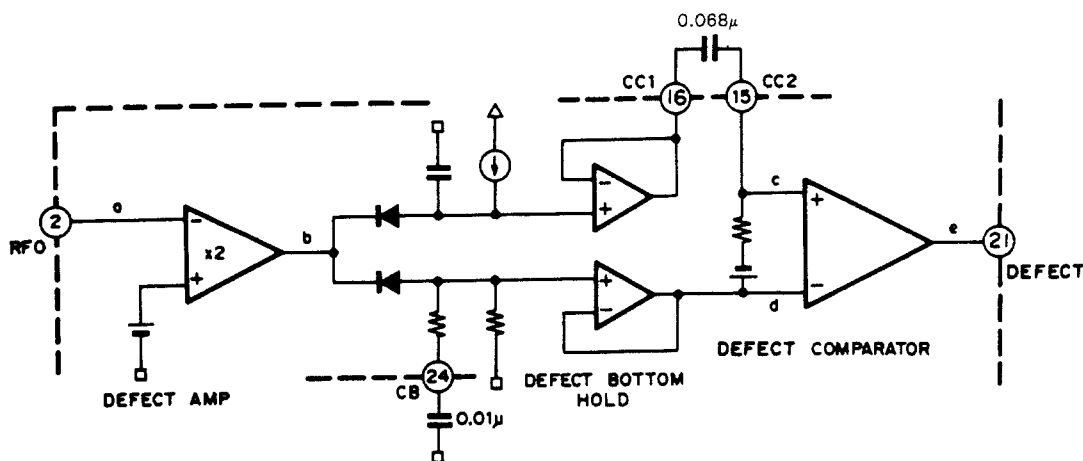 0.068μ
CC1
16
15
CC2
a
2
RFO
-
+
x2
b
-
+
+
-
c
+
-
d
e
21
DEFECT
DEFECT AMP
24
CB
0.01μ
DEFECT BOTTOM
HOLD
DEFECT COMPARATOR